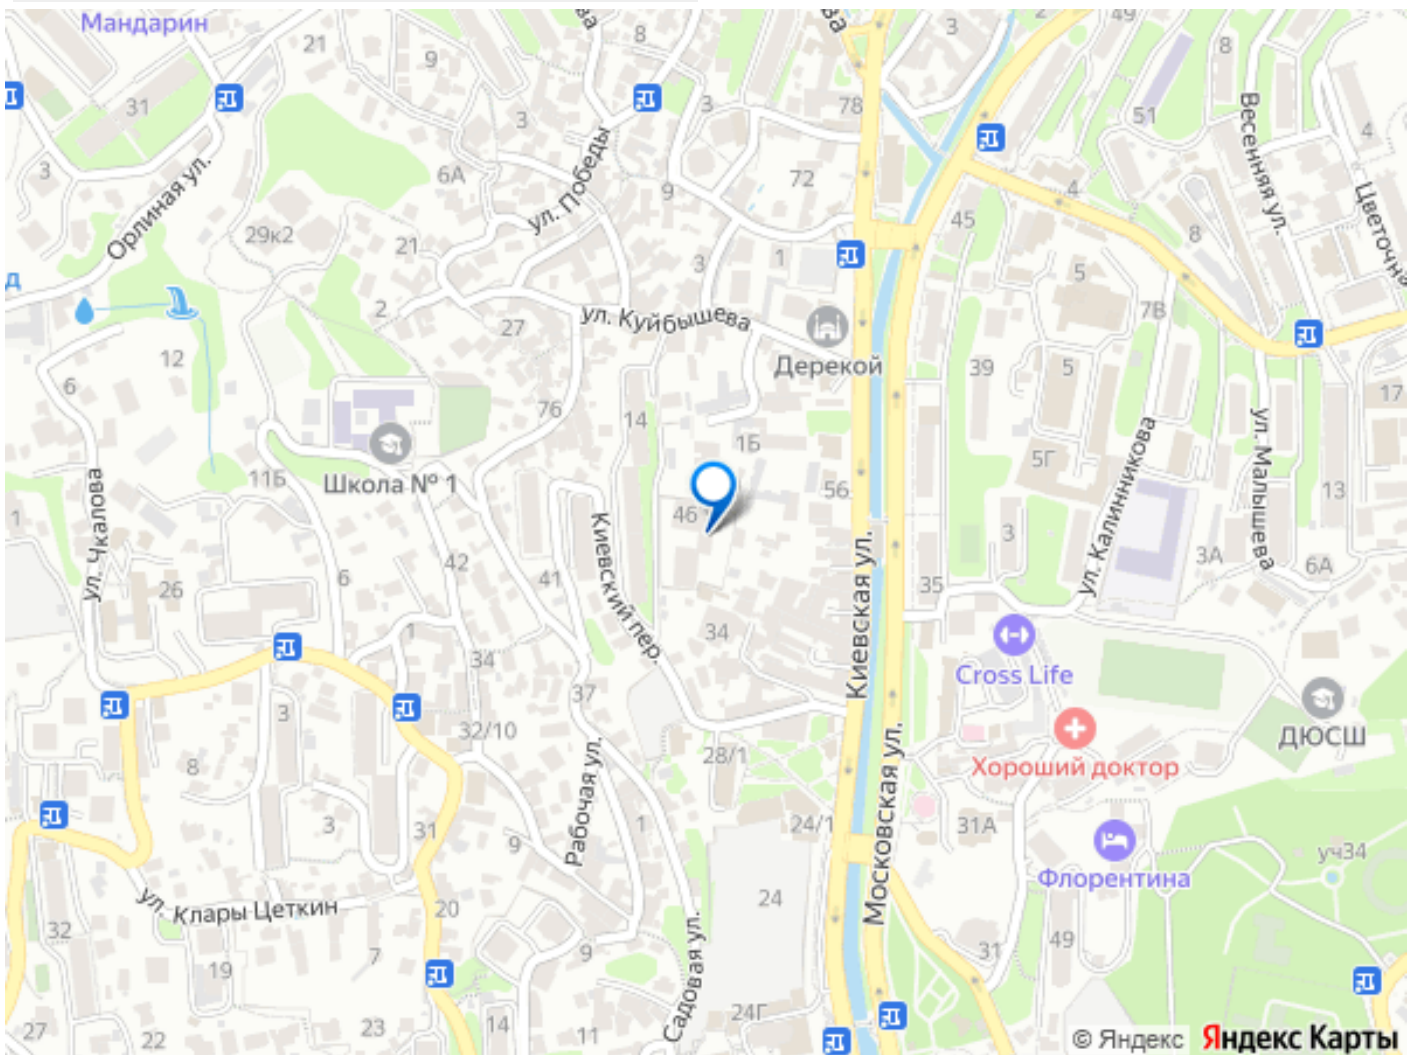 Мандарин
21
9
ва
8
ва
3
2
49
8
31
3
3
78
51
4
Весенняя ул.
3
6А
9
72
4
Цветочна
Орлиная ул.
ул. Победы
45
8
29к2
21
3
1
5
д
2
27
ул. Куйбышева
7В
12
Дерекой
39
5
6
76
14
1Б
17
ул. Малышева
11Б
Школа № 1
46
56
5Г
13
1
ул. Чкалова
Киевский пер.
Киевская ул.
3
ул. Калинникова
3А
6А
26
6
42
41
35
1
34
34
Cross Life
37
3
32/10
28/1
ДЮСШ
Хороший доктор
8
Рабочая ул.
Московская ул.
3
31
9
1
24/1
31А
уч34
Флорентина
ул. Клары Цеткин
20
24
32
19
7
9
Садовая ул.
31
49
27
22
23
14
11
24Г
© Яндекс Яндекс Карты